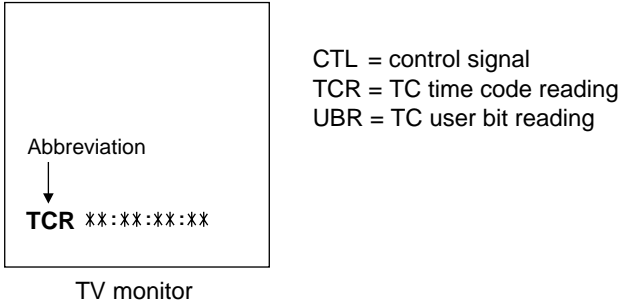 Abbreviation
TCR **:**:**:**
TV monitor
CTL = control signal
TCR = TC time code reading
UBR = TC user bit reading